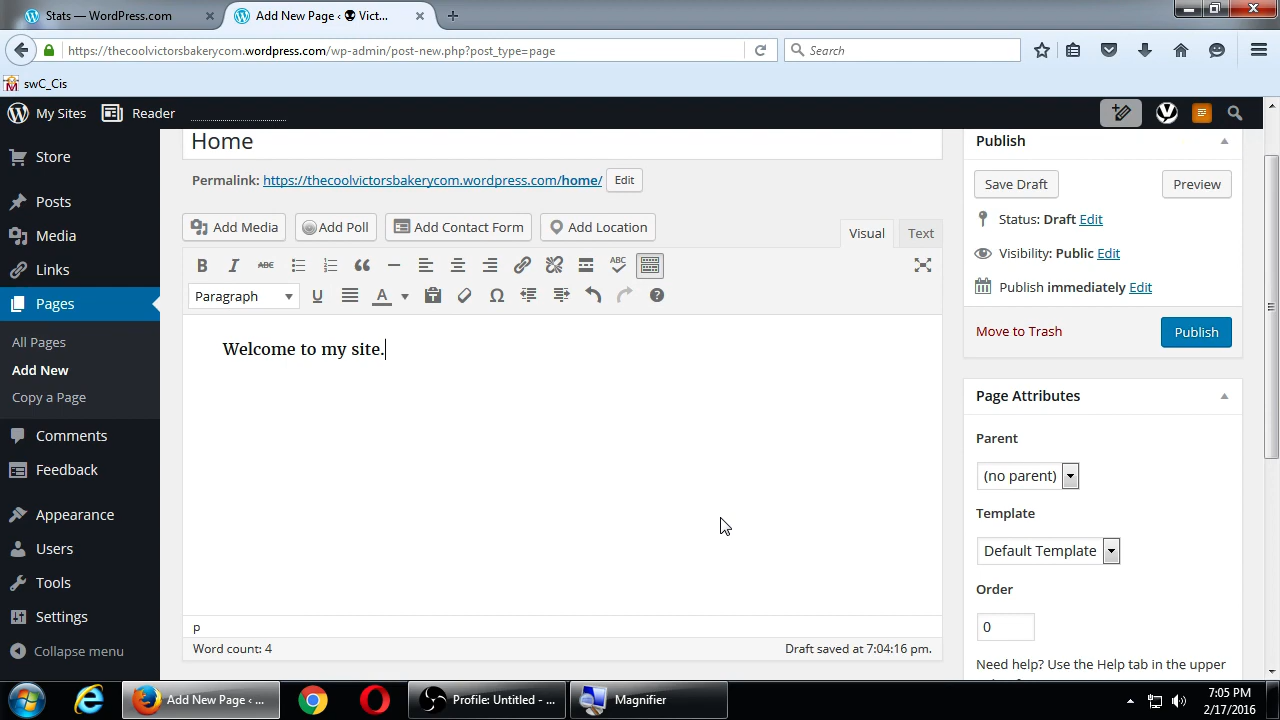 Stats — WordPress.com
Add New Page ‹ Vict...
https://thecoolvictorsbakerycom.wordpress.com/wp-admin/post-new.php?post_type=page
Search
swC_Cis
My Sites
Reader
Store
Posts
Media
Links
Pages
All Pages
Add New
Copy a Page
Comments
Feedback
Appearance
Users
Tools
Settings
Collapse menu
Home
Permalink: https://thecoolvictorsbakerycom.wordpress.com/home/ Edit
Add Media
Add Poll
Add Contact Form
Add Location
Visual
Text
B I ABC
ABC
Paragraph
U
A
Welcome to my site.
p
Word count: 4
Draft saved at 7:04:16 pm.
Publish
Save Draft
Preview
Status: Draft Edit
Visibility: Public Edit
Publish immediately Edit
Move to Trash
Publish
Page Attributes
Parent
(no parent)
Template
Default Template
Order
0
Need help? Use the Help tab in the upper
Add New Page ‹ ...
Profile: Untitled - ...
Magnifier
7:05 PM
2/17/2016